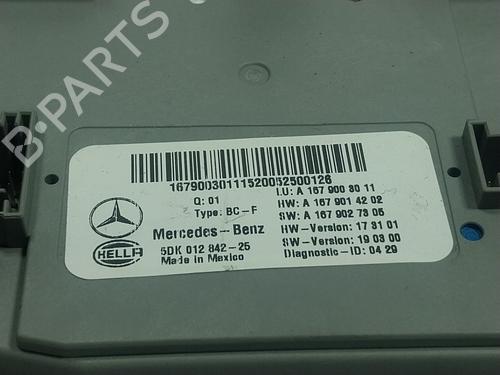 B-PARTS
16790030111520052500126
Q: 01
Type: BC-F
Mercedes-Benz
5DK 012 842-25
Made in Mexico
HELLA
LU: A 167 900 30 11
HW: A 167 901 42 02
SW: A 167 902 73 05
HW-Version: 17 31 01
SW-Version: 19 03 00
Diagnostic-ID: 04 29